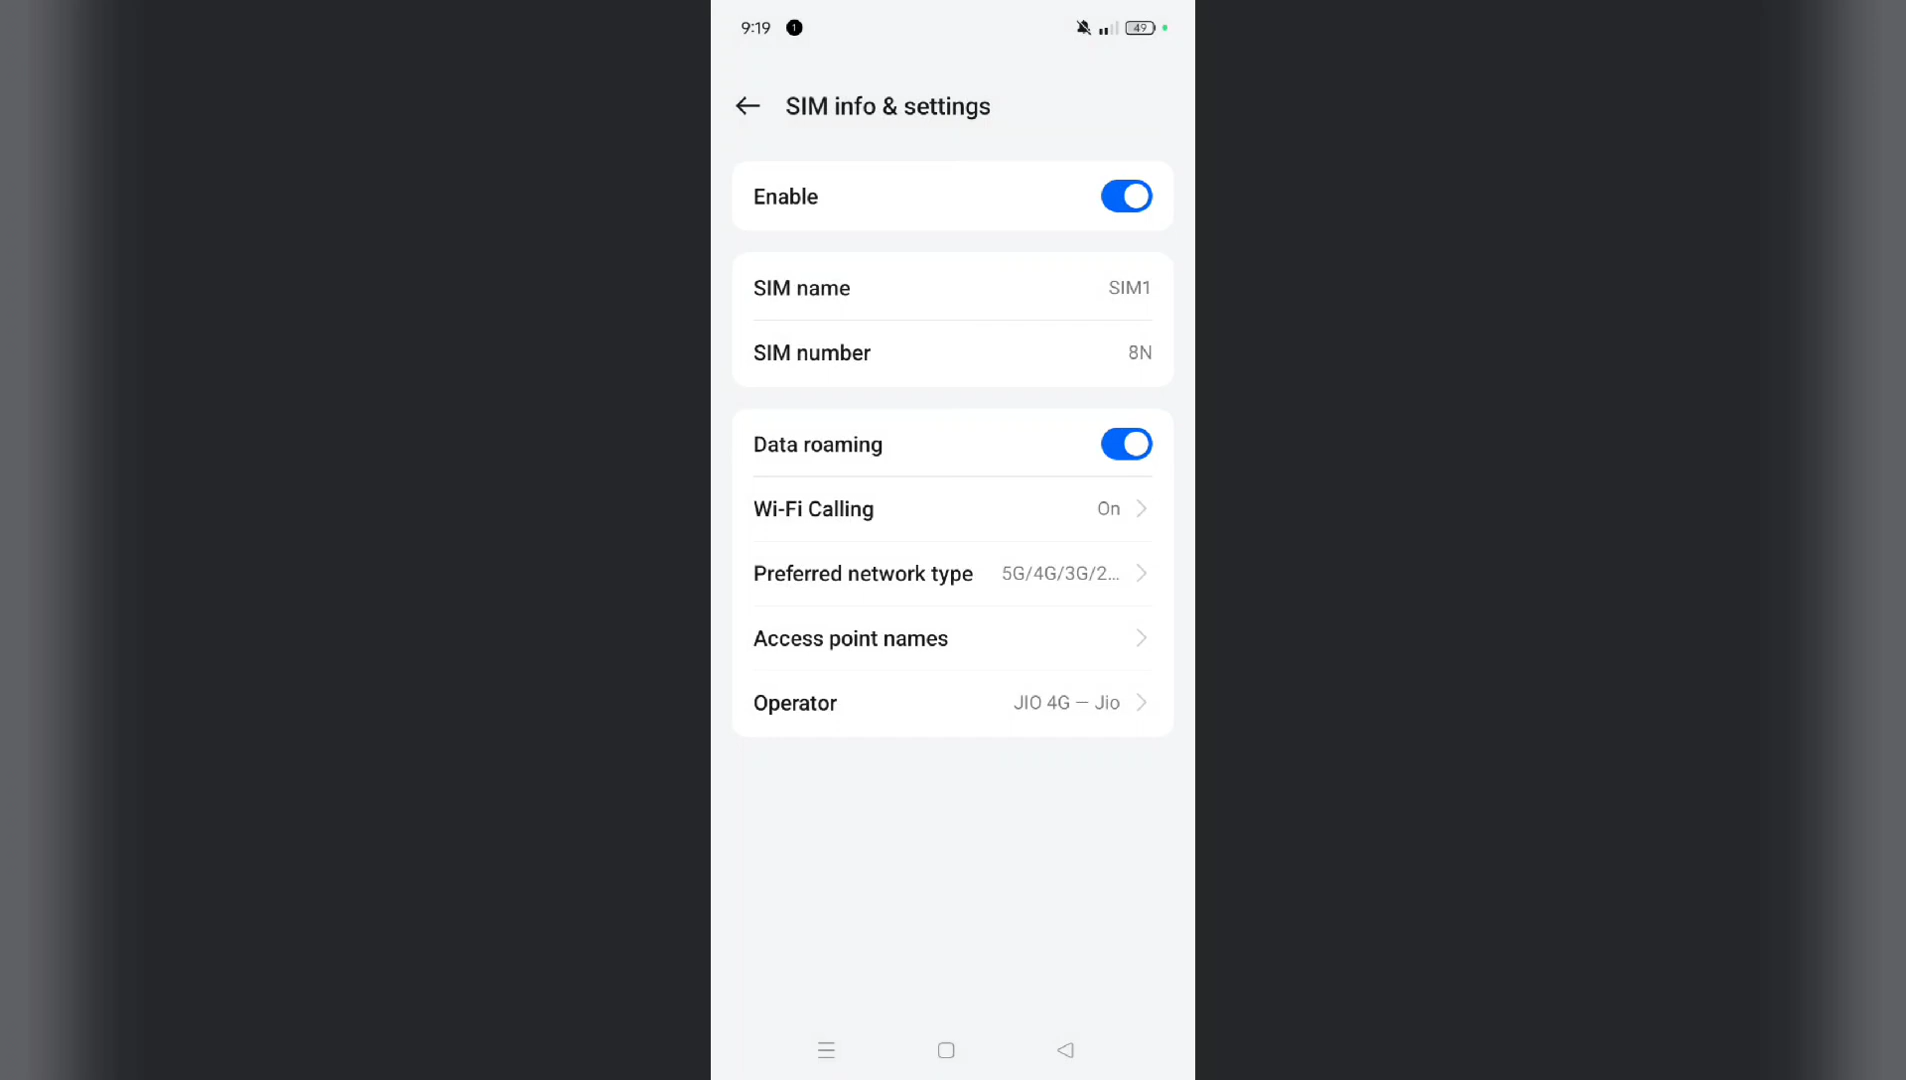 9:19 1 49
SIM info & settings
Enable
SIM name SIM1
SIM number 8N
Data roaming
Wi-Fi Calling On
Preferred network type 5G/4G/3G/2...
Access point names
Operator JIO 4G — Jio